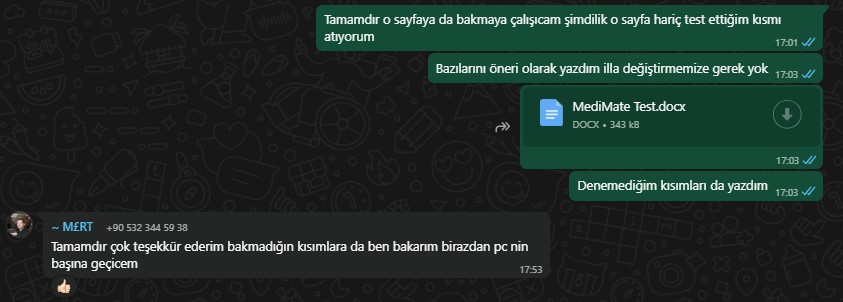 Tamamdır o sayfaya da bakmaya çalışıcam şimdilik o sayfa hariç test ettiğim kısmı
atıyorum
17:01
Bazılarını öneri olarak yazdım illa değiştirmemize gerek yok
17:03
MediMate Test.docx
DOCX • 343 kB
17:03
Denemediğim kısımları da yazdım
17:03
~ M£RT +90 532 344 59 38
Tamamdır çok teşekkür ederim bakmadığın kısımlara da ben bakarım birazdan pc nin
başına geçicem
17:53